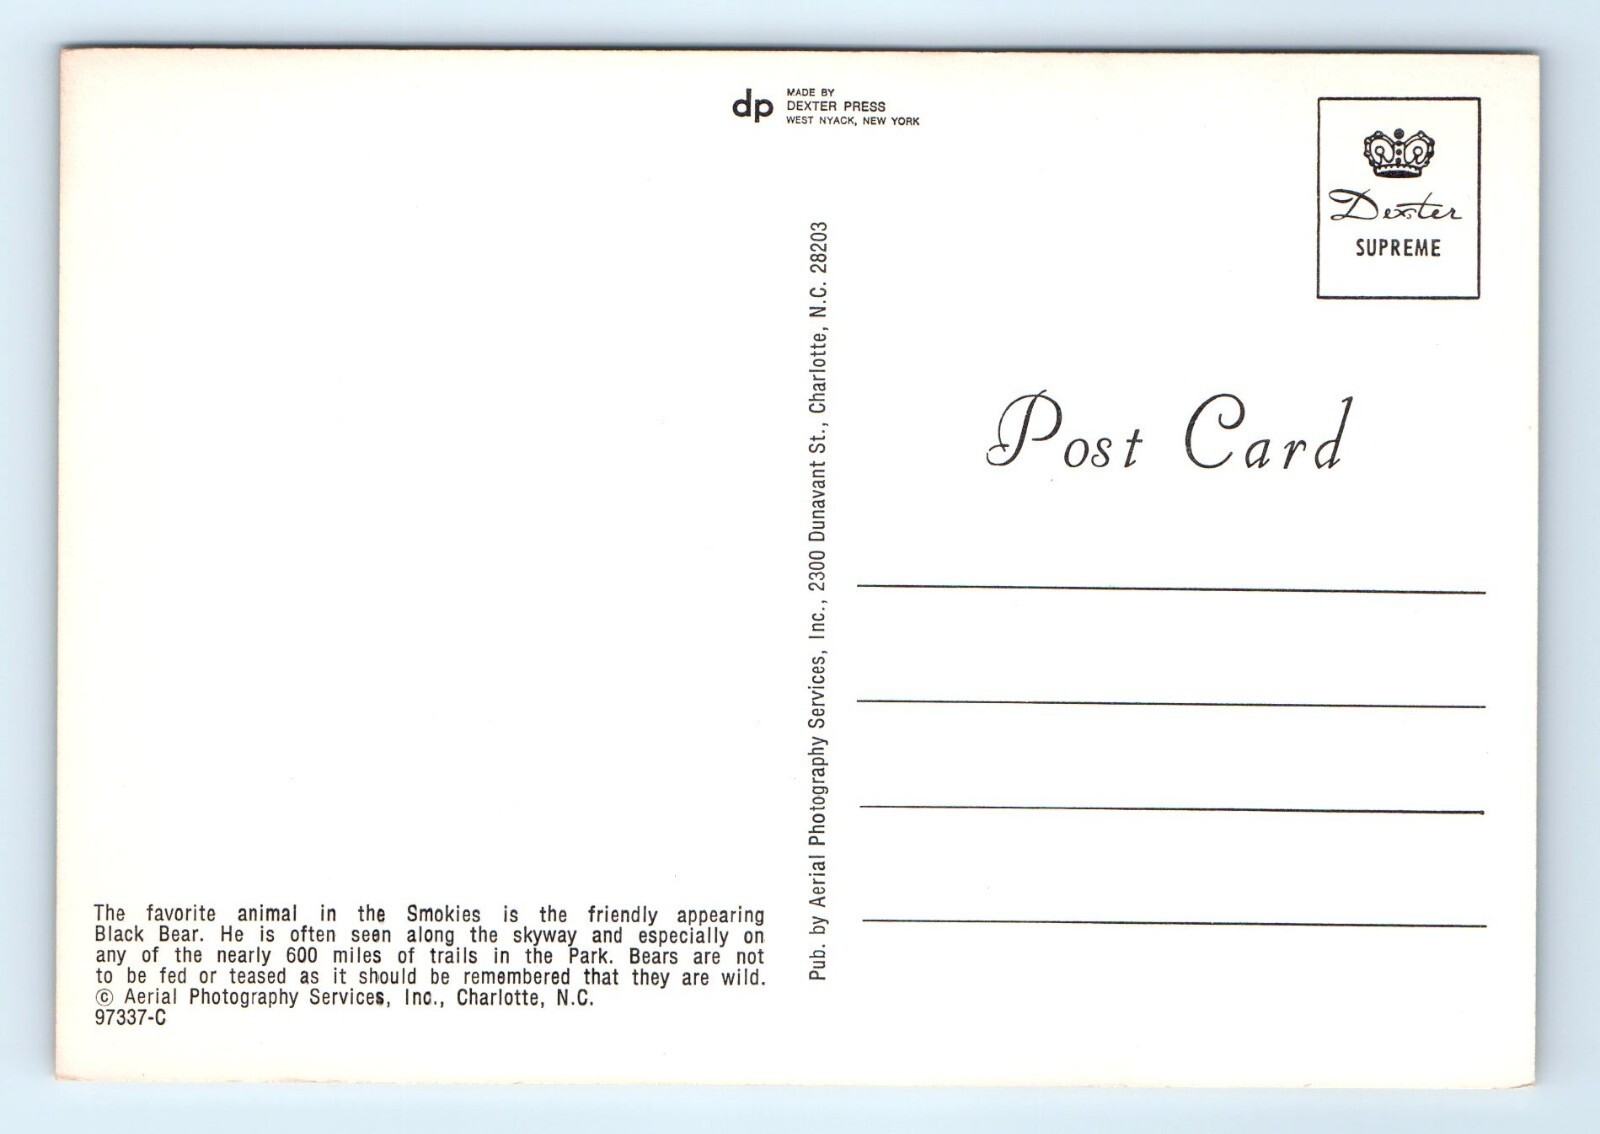 dp
MADE BY
DEXTER PRESS
WEST NYACK, NEW YORK
Dexter
SUPREME
Post Card
Pub. by Aerial Photography Services, Inc., 2300 Dunavant St., Charlotte, N.C. 28203
The favorite animal in the Smokies is the friendly appearing
Black Bear. He is often seen along the skyway and especially on
any of the nearly 600 miles of trails in the Park. Bears are not
to be fed or teased as it should be remembered that they are wild.
© Aerial Photography Services, Inc., Charlotte, N.C.
97337-C